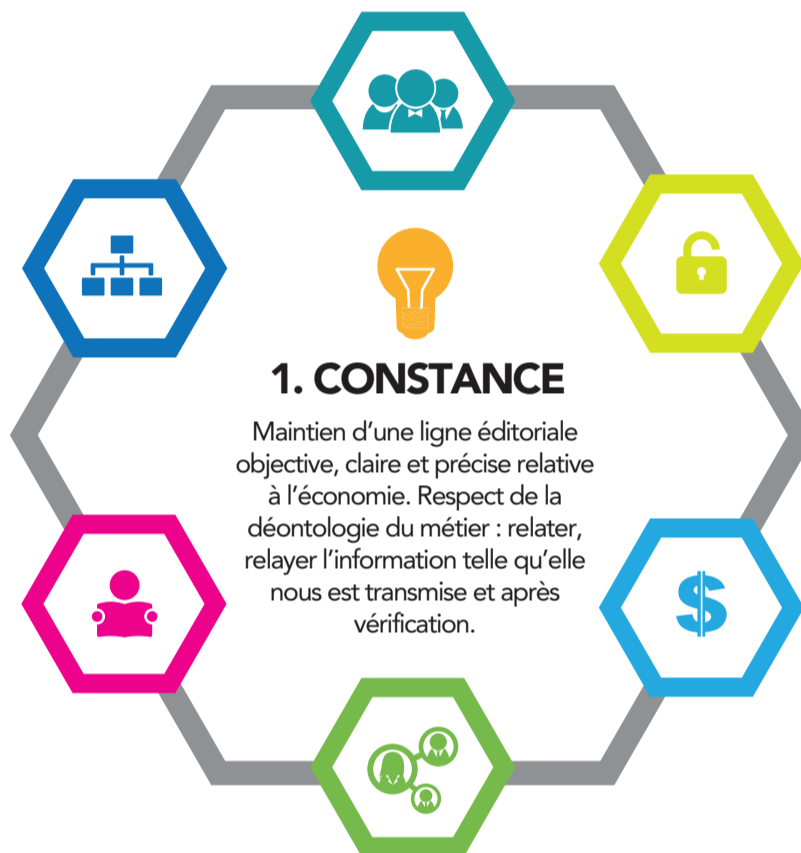 1. CONSTANCE
Maintien d’une ligne éditoriale
objective, claire et précise relative
à l’économie. Respect de la
déontologie du métier : relater,
relayer l’information telle qu’elle
nous est transmise et après
vérification.